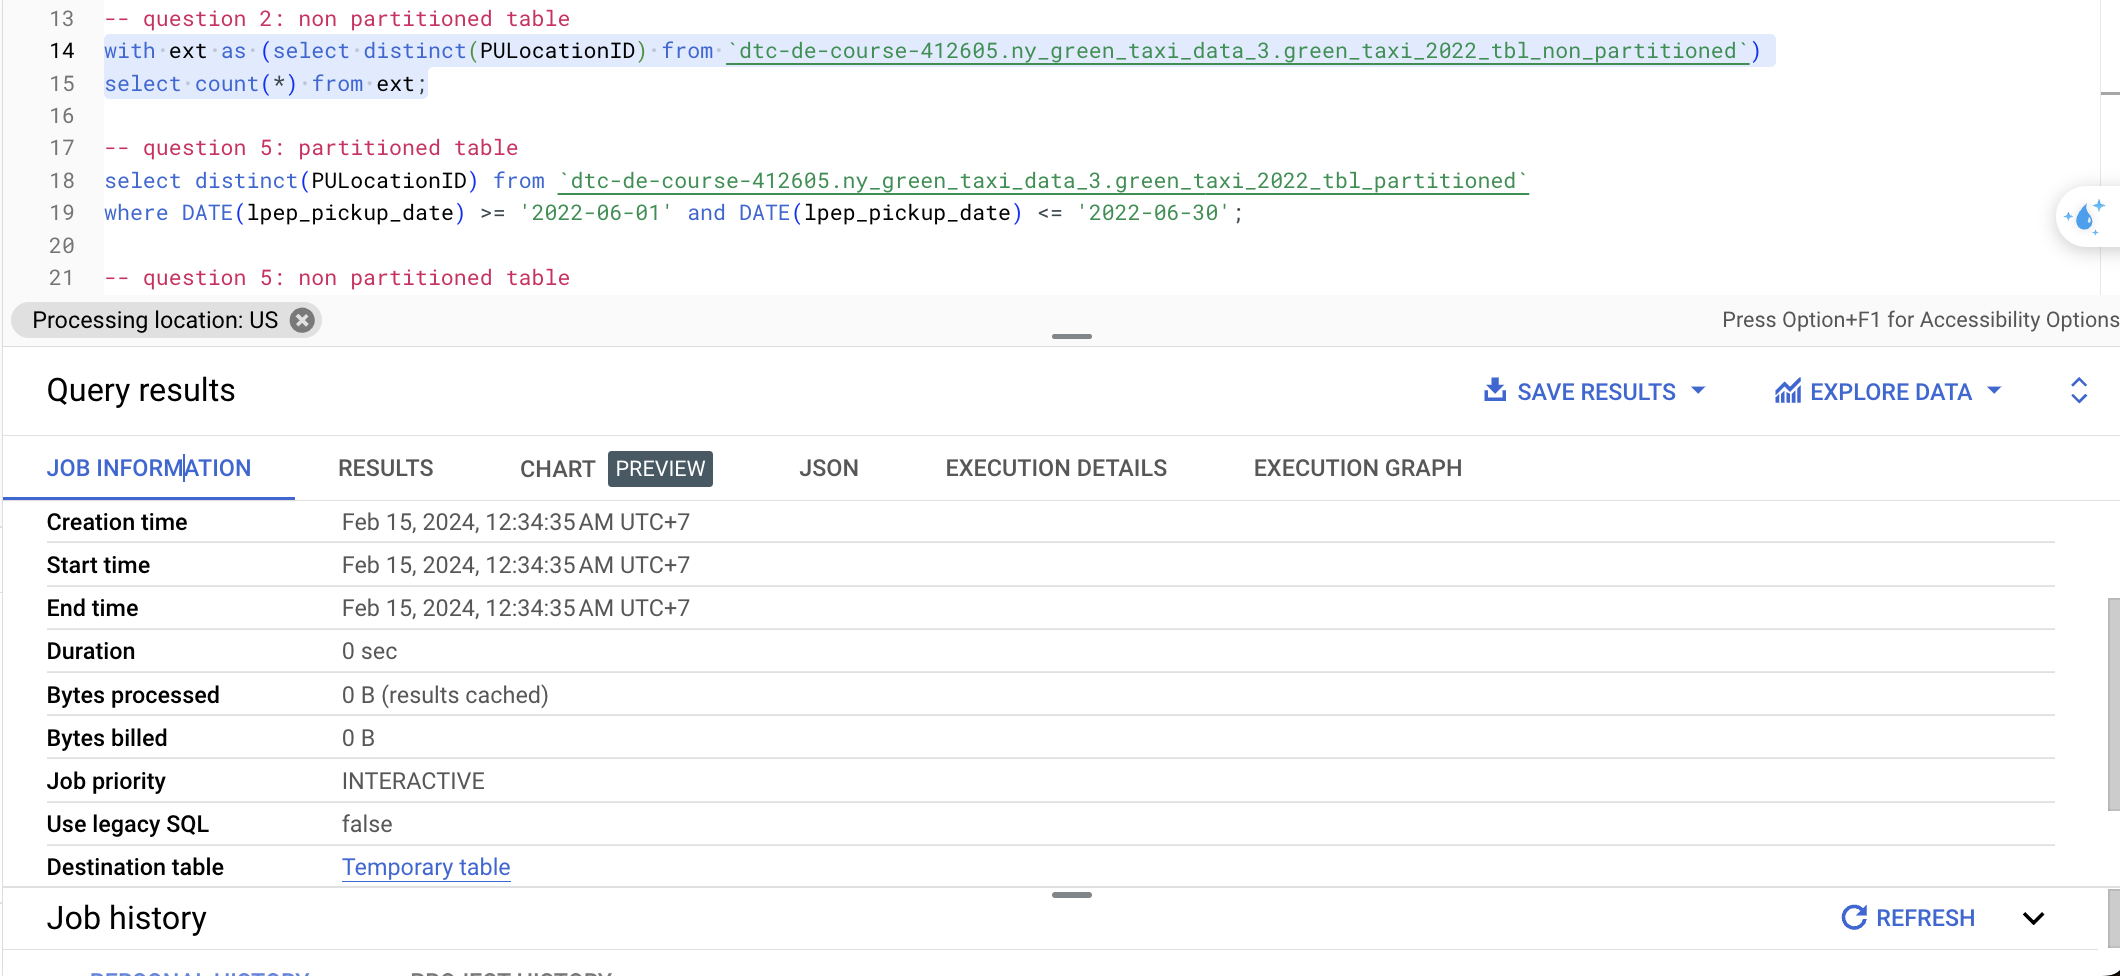 13 -- question 2: non partitioned table
14 with ext as (select distinct(PULocationID) from `dtc-de-course-412605.ny_green_taxi_data_3.green_taxi_2022_tbl_non_partitioned`)
15 select count(*) from ext;
16
17 -- question 5: partitioned table
18 select distinct(PULocationID) from `dtc-de-course-412605.ny_green_taxi_data_3.green_taxi_2022_tbl_partitioned`
19 where DATE(lpep_pickup_date) >= '2022-06-01' and DATE(lpep_pickup_date) <= '2022-06-30';
20
21 -- question 5: non partitioned table
Processing location: US
Press Option+F1 for Accessibility Options
Query results
SAVE RESULTS
EXPLORE DATA
JOB INFORMATION RESULTS CHART PREVIEW JSON EXECUTION DETAILS EXECUTION GRAPH
Creation time Feb 15, 2024, 12:34:35 AM UTC+7
Start time Feb 15, 2024, 12:34:35 AM UTC+7
End time Feb 15, 2024, 12:34:35 AM UTC+7
Duration 0 sec
Bytes processed 0 B (results cached)
Bytes billed 0 B
Job priority INTERACTIVE
Use legacy SQL false
Destination table Temporary table
Job history
REFRESH
PERSONAL HISTORY PROJECT HISTORY